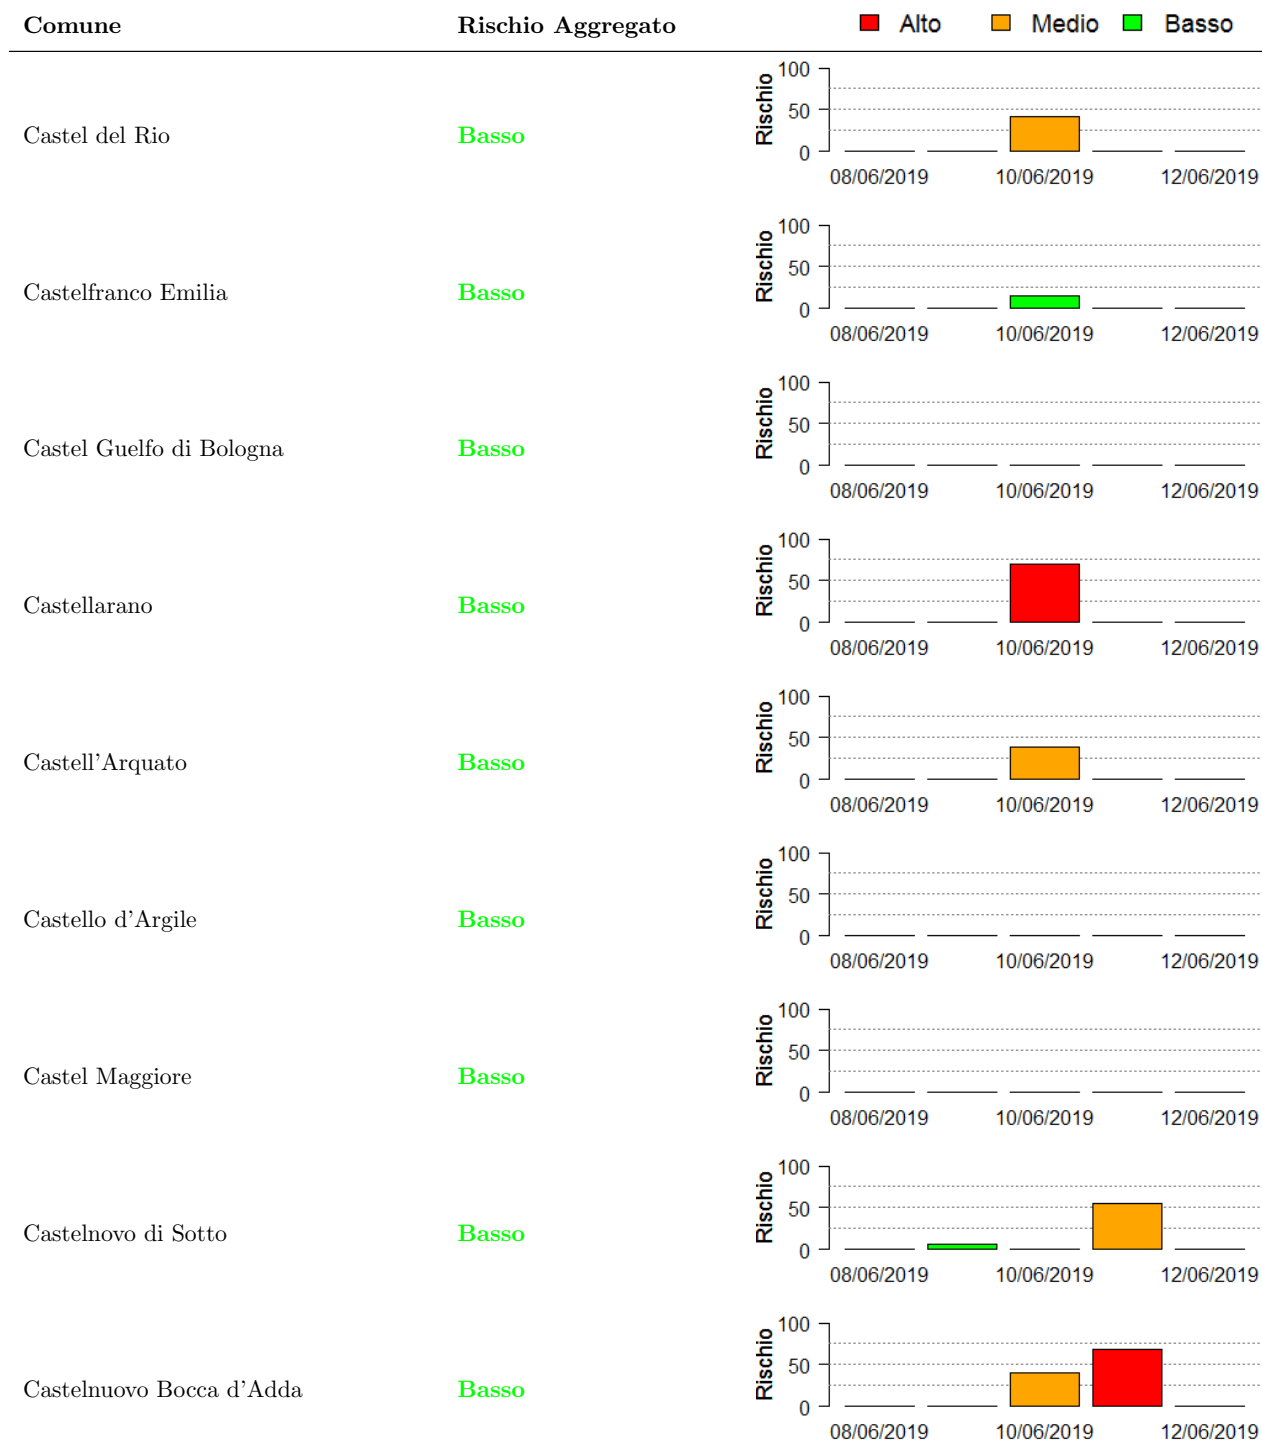 Comune Rischio Aggregato Alto Medio Basso
Castel del Rio Basso Rischio 100 50 0
08/06/2019 10/06/2019 12/06/2019
Castelfranco Emilia Basso Rischio 100 50 0
08/06/2019 10/06/2019 12/06/2019
Castel Guelfo di Bologna Basso Rischio 100 50 0
08/06/2019 10/06/2019 12/06/2019
Castellarano Basso Rischio 100 50 0
08/06/2019 10/06/2019 12/06/2019
Castell'Arquato Basso Rischio 100 50 0
08/06/2019 10/06/2019 12/06/2019
Castello d'Argile Basso Rischio 100 50 0
08/06/2019 10/06/2019 12/06/2019
Castel Maggiore Basso Rischio 100 50 0
08/06/2019 10/06/2019 12/06/2019
Castelnovo di Sotto Basso Rischio 100 50 0
08/06/2019 10/06/2019 12/06/2019
Castelnuovo Bocca d'Adda Basso Rischio 100 50 0
08/06/2019 10/06/2019 12/06/2019